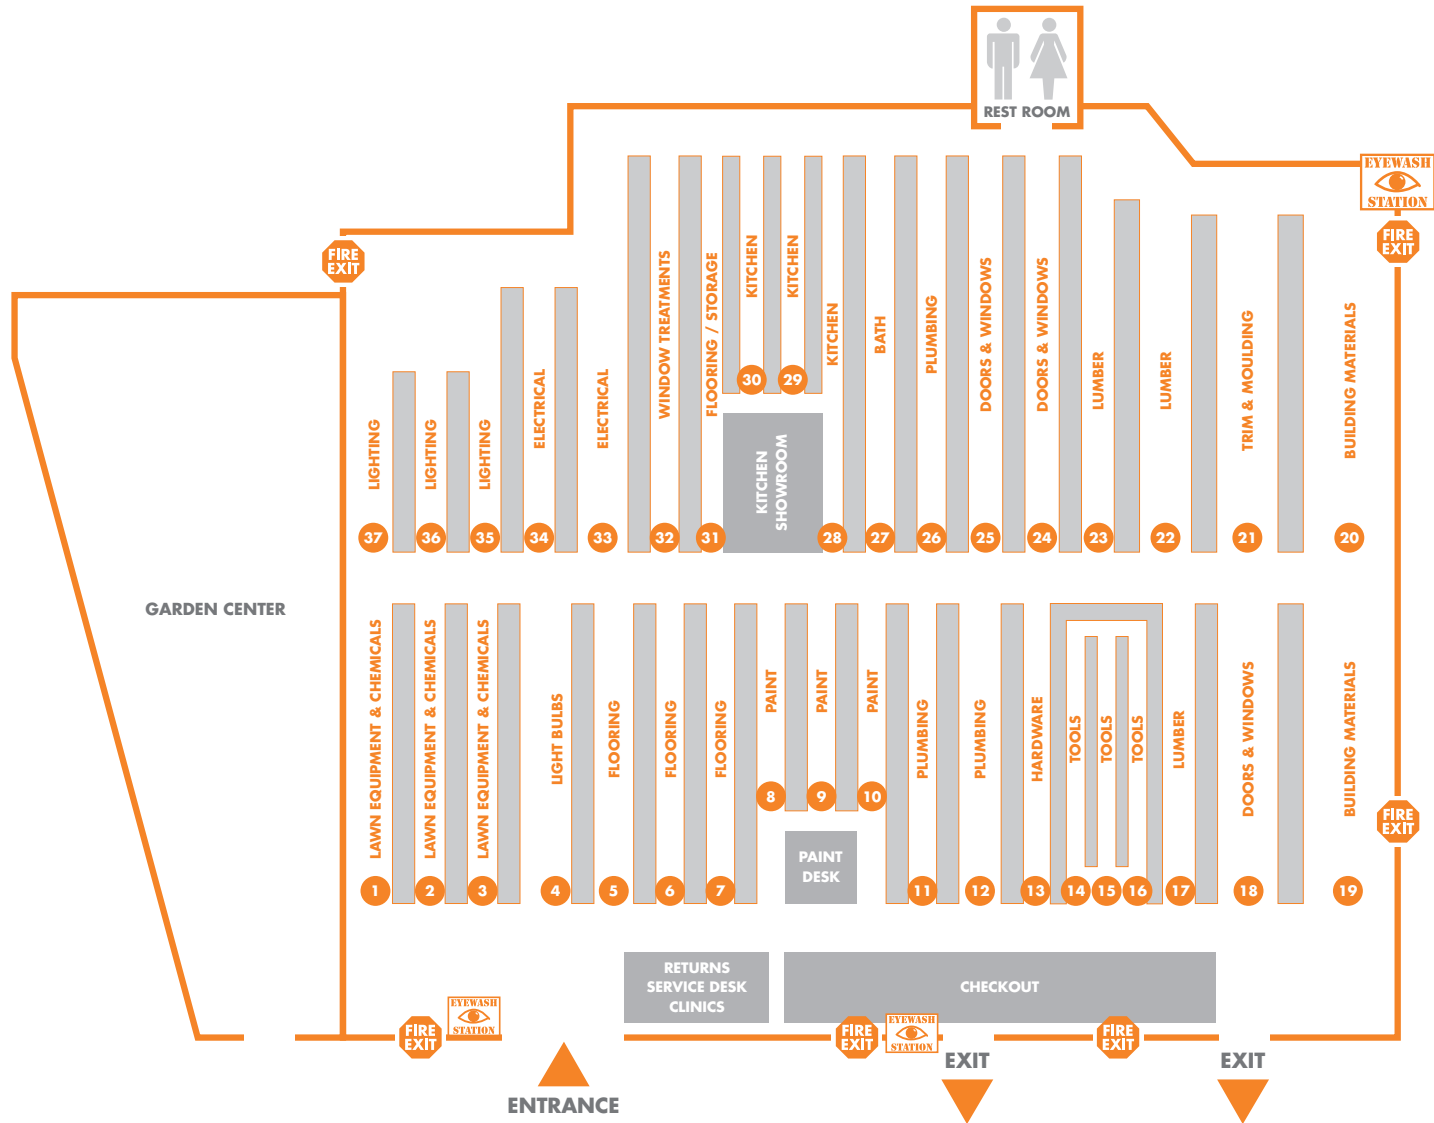 REST ROOM
EYEWASH
STATION
FIRE
EXIT
FIRE
EXIT
LIGHTING
LIGHTING
LIGHTING
ELECTRICAL
ELECTRICAL
WINDOW TREATMENTS
FLOORING / STORAGE
KITCHEN
KITCHEN
KITCHEN
BATH
PLUMBING
DOORS & WINDOWS
DOORS & WINDOWS
LUMBER
LUMBER
TRIM & MOULDING
BUILDING MATERIALS
30
29
KITCHEN
SHOWROOM
37
36
35
34
33
32
31
28
27
26
25
24
23
22
21
20
GARDEN CENTER
LAWN EQUIPMENT & CHEMICALS
LAWN EQUIPMENT & CHEMICALS
LAWN EQUIPMENT & CHEMICALS
LIGHT BULBS
FLOORING
FLOORING
FLOORING
PAINT
PAINT
PAINT
PLUMBING
PLUMBING
HARDWARE
TOOLS
TOOLS
TOOLS
LUMBER
DOORS & WINDOWS
BUILDING MATERIALS
8
9
10
FIRE
EXIT
PAINT
DESK
1
2
3
4
5
6
7
11
12
13
14
15
16
17
18
19
RETURNS
SERVICE DESK
CLINICS
CHECKOUT
FIRE
EXIT
EYEWASH
STATION
FIRE
EXIT
EYEWASH
STATION
FIRE
EXIT
EXIT
EXIT
ENTRANCE